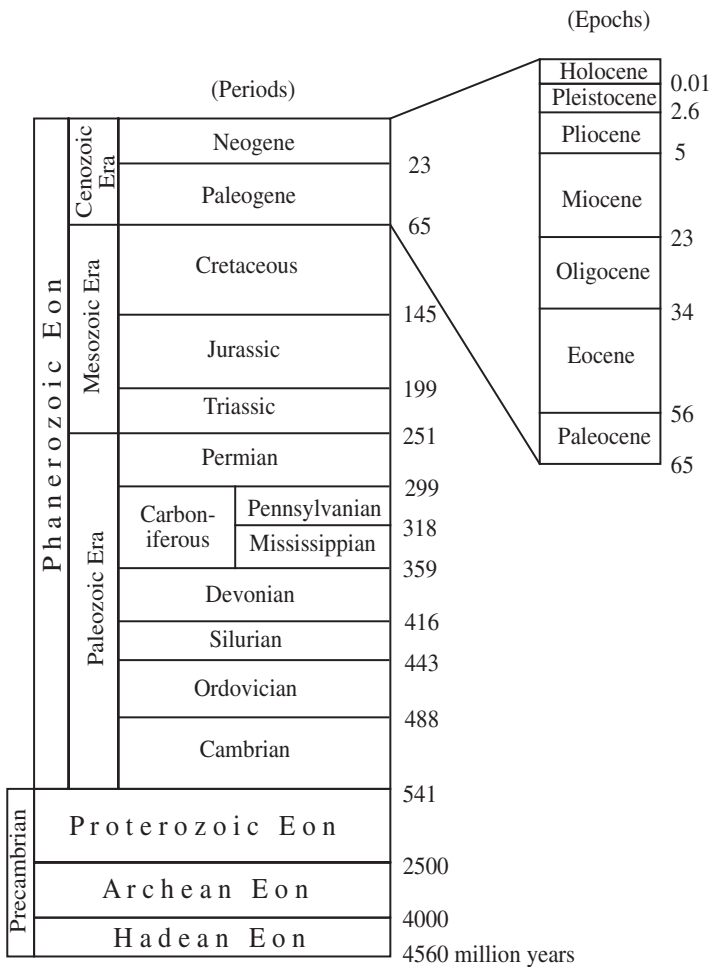 (Epochs)
Holocene
0.01
Pleistocene
2.6
Pliocene
5
Miocene
23
Oligocene
34
Eocene
56
Paleocene
65
(Periods)
Phanerozoic Eon
Cenozoic
Era
Neogene
23
Paleogene
65
Mesozoic Era
Cretaceous
145
Jurassic
199
Triassic
251
Paleozoic Era
Permian
299
Carbon-
iferous
Pennsylvanian
318
Mississippian
359
Devonian
416
Silurian
443
Ordovician
488
Cambrian
541
Precambrian
Proterozoic Eon
2500
Archean Eon
4000
Hadean Eon
4560 million years